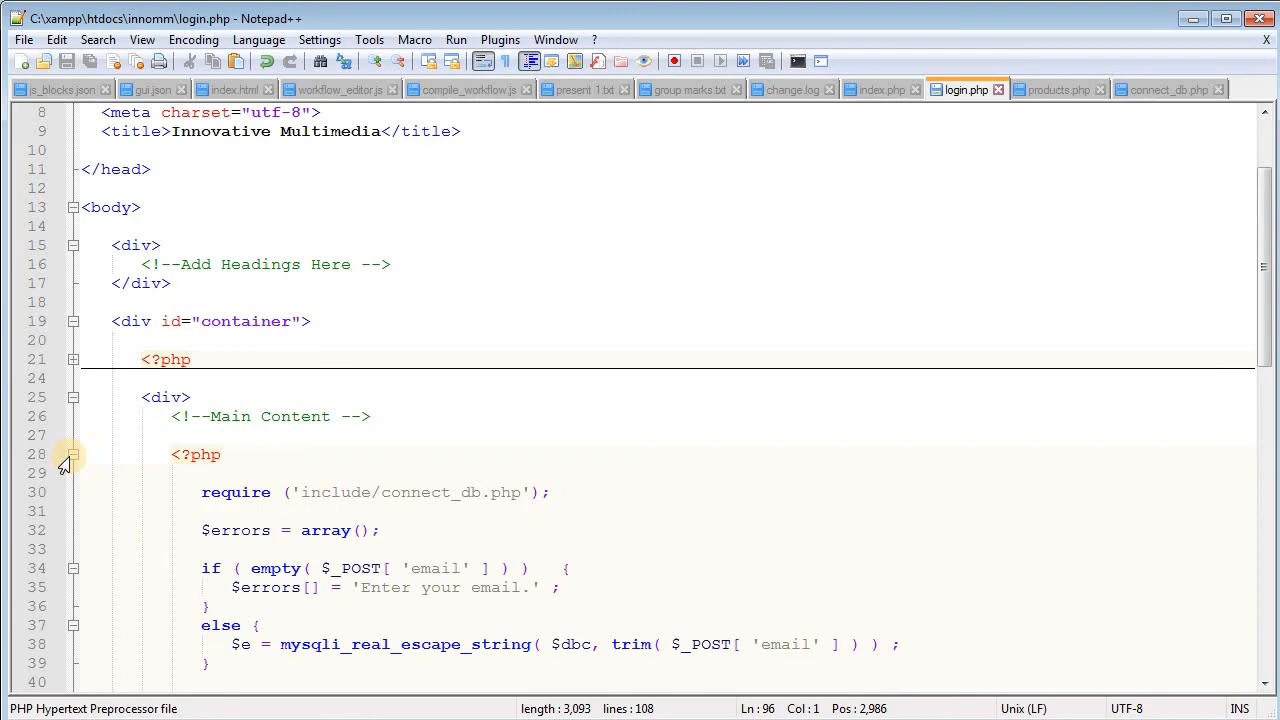 C:\xampp\htdocs\innomm\login.php - Notepad++
File Edit Search View Encoding Language Settings Tools Macro Run Plugins Window ? X
js_blocks.json gui.json index.html workflow_editor.js compile_workflow.js present 1.txt group marks.txt change.log index.php login.php products.php connect_db.php
8 <meta charset="utf-8">
9 <title>Innovative Multimedia</title>
10
11 </head>
12
13 <body>
14
15 <div>
16 <!--Add Headings Here -->
17 </div>
18
19 <div id="container">
20
21 <?php
24
25 <div>
26 <!--Main Content -->
27
28 <?php
29
30 require ('include/connect_db.php');
31
32 $errors = array();
33
34 if ( empty( $_POST[ 'email' ] ) ) {
35 $errors[] = 'Enter your email.' ;
36 }
37 else {
38 $e = mysqli_real_escape_string( $dbc, trim( $_POST[ 'email' ] ) ) ;
39 }
40
PHP Hypertext Preprocessor file length : 3,093 lines : 108 Ln : 96 Col : 1 Pos : 2,986 Unix (LF) UTF-8 INS